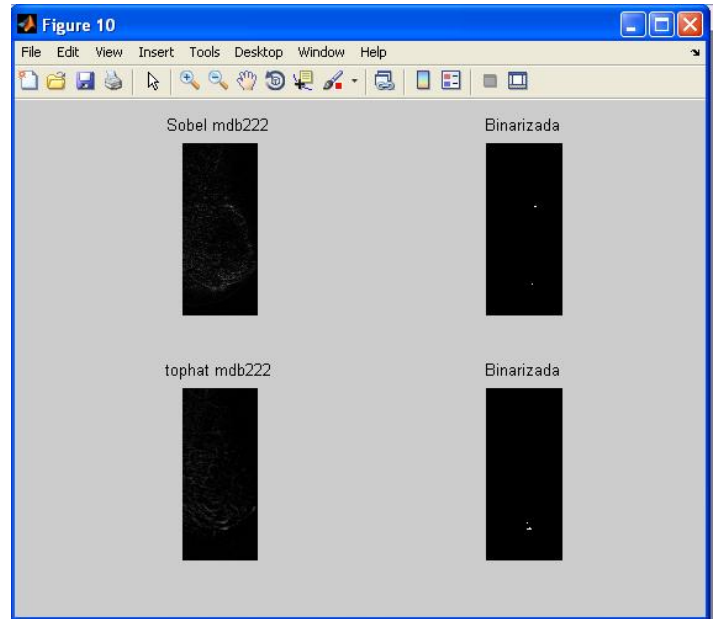 Figure 10
File Edit View Insert Tools Desktop Window Help
Sobel mdb222
Binarizada
tophat mdb222
Binarizada